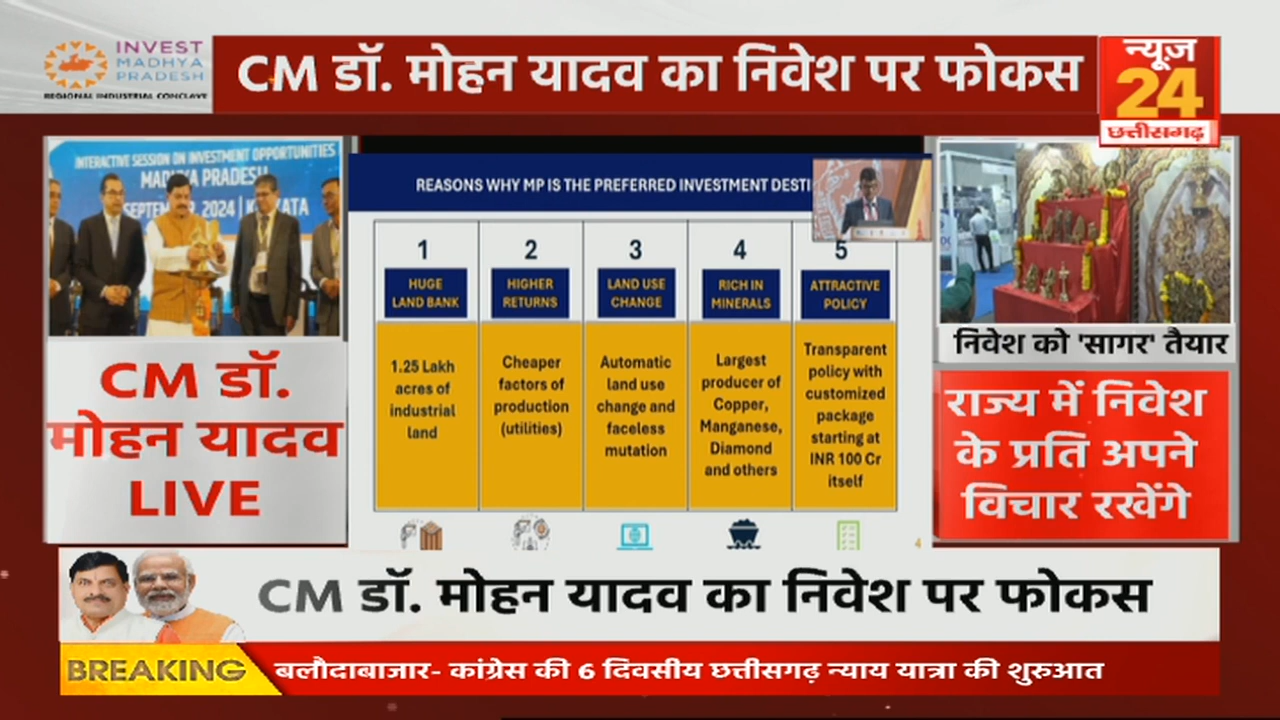 INVEST
MADHYA
PRADESH
REGIONAL INDUSTRIAL CONCLAVE
CM डॉ. मोहन यादव का निवेश पर फोकस
न्यूज़
24
छत्तीसगढ़
INTERACTIVE SESSION ON INVESTMENT OPPORTUNITIES
MADHYA PRADESH
2024
CM डॉ.
मोहन यादव
LIVE
REASONS WHY MP IS THE PREFERRED INVESTMENT DESTI
1
HUGE
LAND BANK
1.25 Lakh
acres of
industrial
land
2
HIGHER
RETURNS
Cheaper
factors of
production
(utilities)
3
LAND USE
CHANGE
Automatic
land use
change and
faceless
mutation
4
RICH IN
MINERALS
Largest
producer of
Copper,
Manganese,
Diamond
and others
5
ATTRACTIVE
POLICY
Transparent
policy with
customized
package
starting at
INR 100 Cr
itself
4
निवेश को 'सागर' तैयार
राज्य में निवेश
के प्रति अपने
विचार रखेंगे
CM डॉ. मोहन यादव का निवेश पर फोकस
BREAKING
बलौदाबाजार- कांग्रेस की 6 दिवसीय छत्तीसगढ़ न्याय यात्रा की शुरुआत